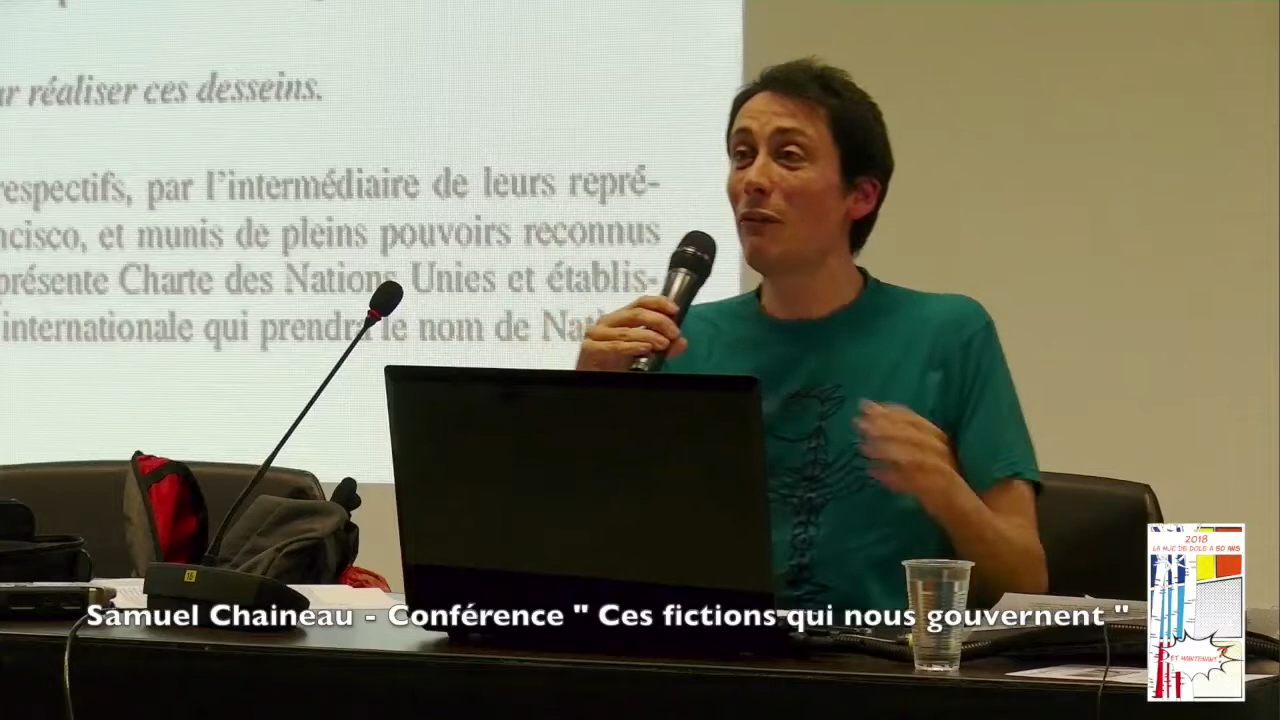 ur réaliser ces desseins.
respectifs, par l'intermédiaire de leurs repré-
ncisco, et munis de pleins pouvoirs reconnus
présente Charte des Nations Unies et établis-
internationale qui prendra le nom de Nat
15
Samuel Chaineau - Conférence " Ces fictions qui nous gouvernent "
2018
LA MJC DE DOLE A 50 ANS
ET MAINTENANT ?